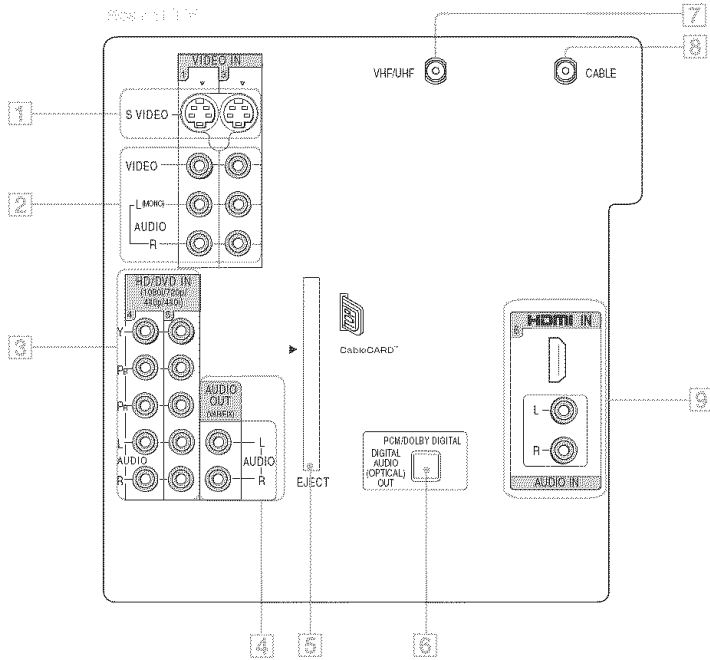 7
8
VIDEO IN
1 3
VHF/UHF
CABLE
1
S VIDEO
VIDEO
2
L(MONO)
AUDIO
R
HD/DVD IN
(1080i/720p/
480p/480i)
4 5
Y
3
CableCARD™
6
HDMI IN
PB
PR
AUDIO
OUT
(VAR/FIX)
L
9
L
L
AUDIO
AUDIO
R
R
EJECT
PCM/DOLBY DIGITAL
DIGITAL
AUDIO
(OPTICAL)
OUT
R
AUDIO IN
4
5
6